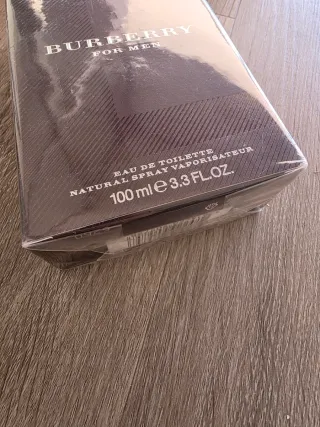 BURBERRY
FOR MEN
EAU DE TOILETTE
NATURAL SPRAY VAPORISATEUR
100 ml ℮ 3.3 FL.OZ.